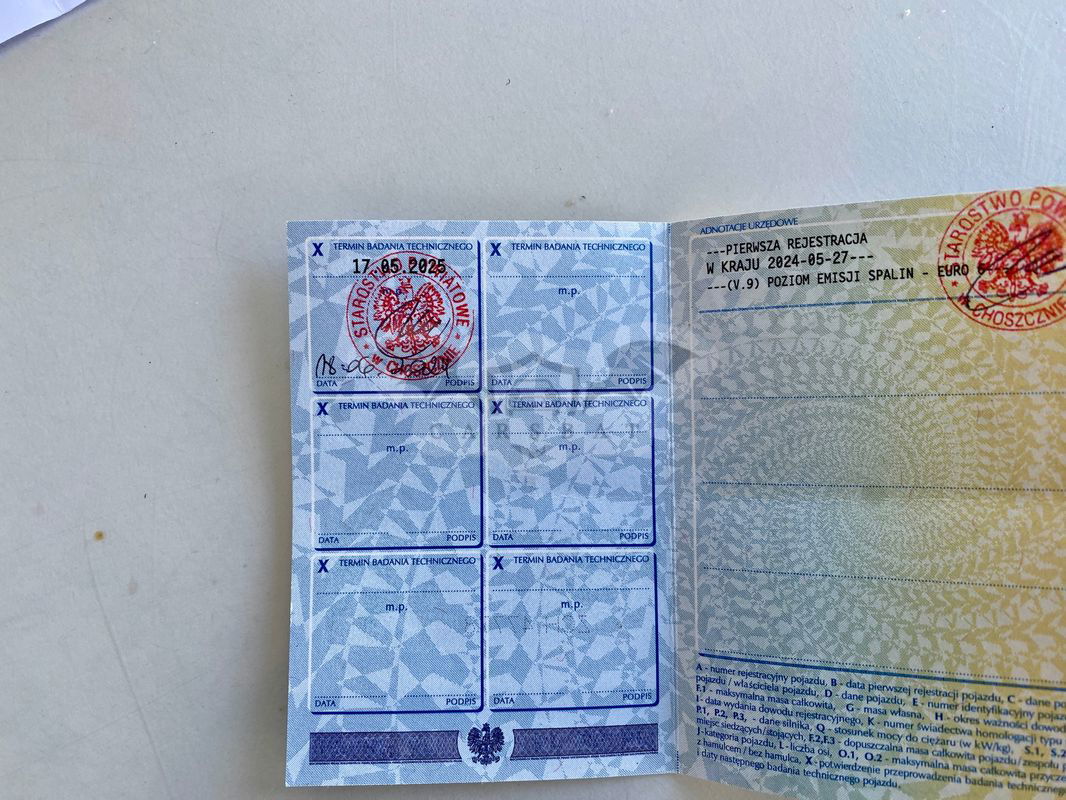 X TERMIN BADANIA TECHNICZNEGO
17.05.2025
m.p.
STAROSTWO POWIATOWE
W CHOSZCZNIE
DATA PODPIS
X TERMIN BADANIA TECHNICZNEGO
m.p.
DATA PODPIS
X TERMIN BADANIA TECHNICZNEGO
m.p.
DATA PODPIS
X TERMIN BADANIA TECHNICZNEGO
m.p.
DATA PODPIS
X TERMIN BADANIA TECHNICZNEGO
m.p.
DATA PODPIS
X TERMIN BADANIA TECHNICZNEGO
m.p.
DATA PODPIS
CARSBAT
ADNOTACJE URZĘDOWE
---PIERWSZA REJESTRACJA
W KRAJU 2024-05-27---
---(V.9) POZIOM EMISJI SPALIN - EURO 6
STAROSTWO POW
W CHOSZCZNIE
A - numer rejestracyjny pojazdu, B - data pierwszej rejestracji pojazdu, C - dane
pojazdu / właściciela pojazdu, D - dane pojazdu, E - numer identyfikacyjny
F.1 - maksymalna masa całkowita, G - masa własna, H - okres ważności dowodu
I - data wydania dowodu rejestracyjnego, K - numer świadectwa homologacji typu
P.1, P.2, P.3, - dane silnika, Q - stosunek mocy do ciężaru (w kW/kg), S.1, S.2
miejsc siedzących/stojących, F.2,F.3 - dopuszczalna masa całkowita pojazdu/zespołu
J-kategoria pojazdu, L - liczba osi, O.1, O.2 - maksymalna masa całkowita
z hamulcem / bez hamulca, X - potwierdzenie przeprowadzenia badania
i daty następnego badania technicznego pojazdu.